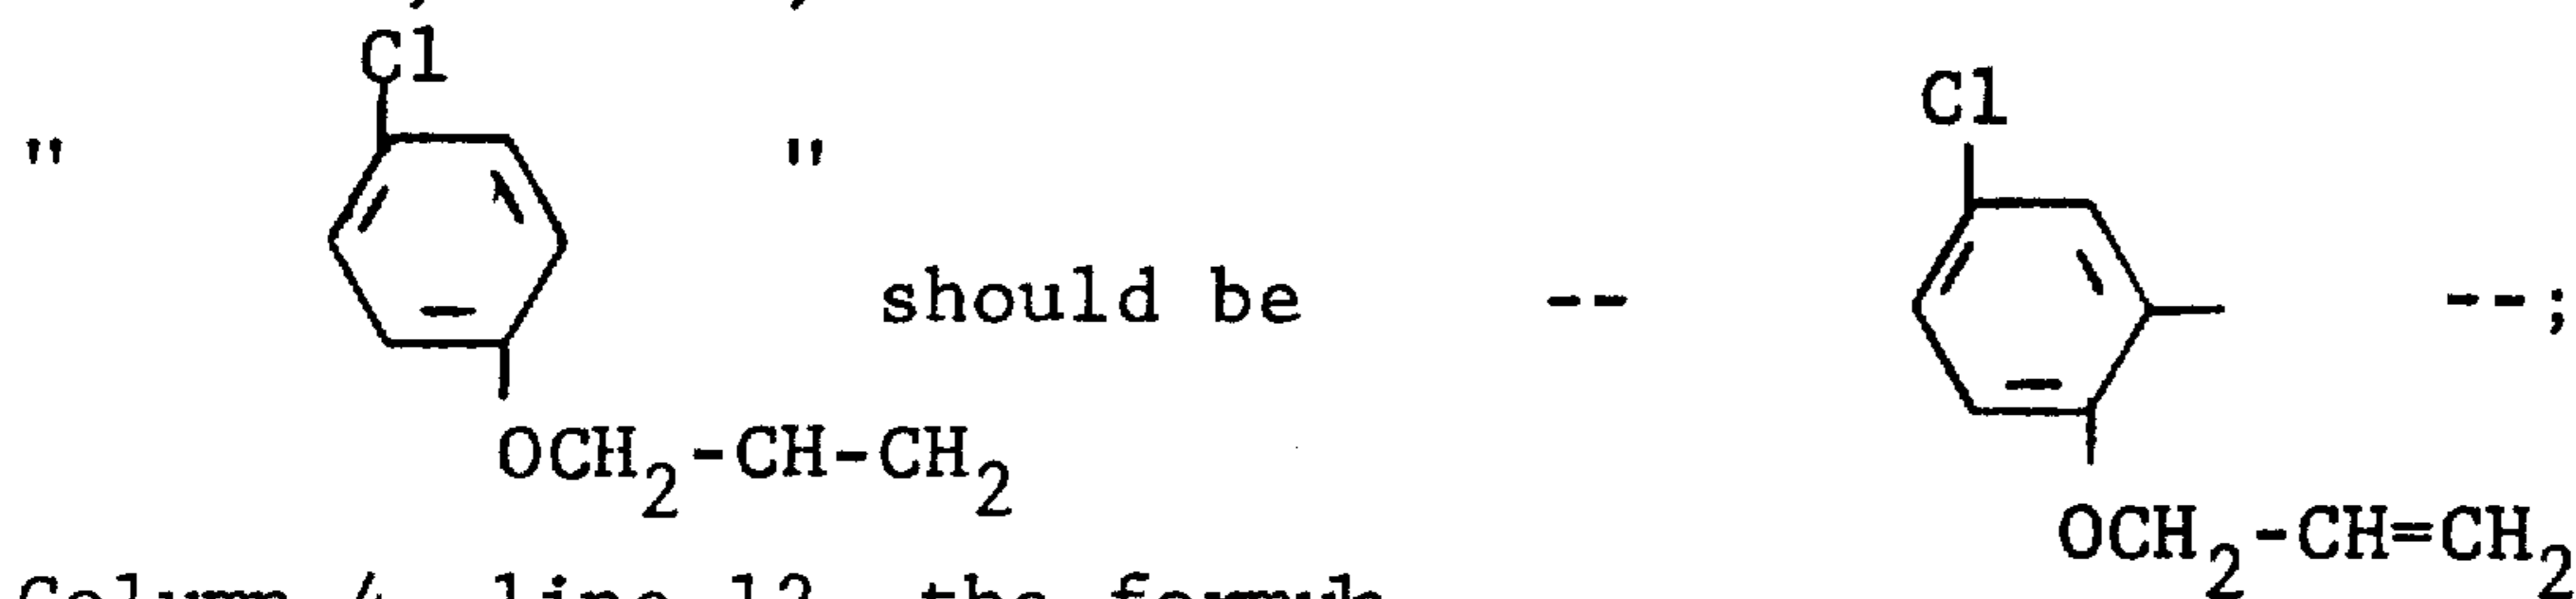 Cl
Cl
" " should be -- --;
OCH2-CH-CH2
OCH2-CH=CH2
Column 4, line 12, the formula